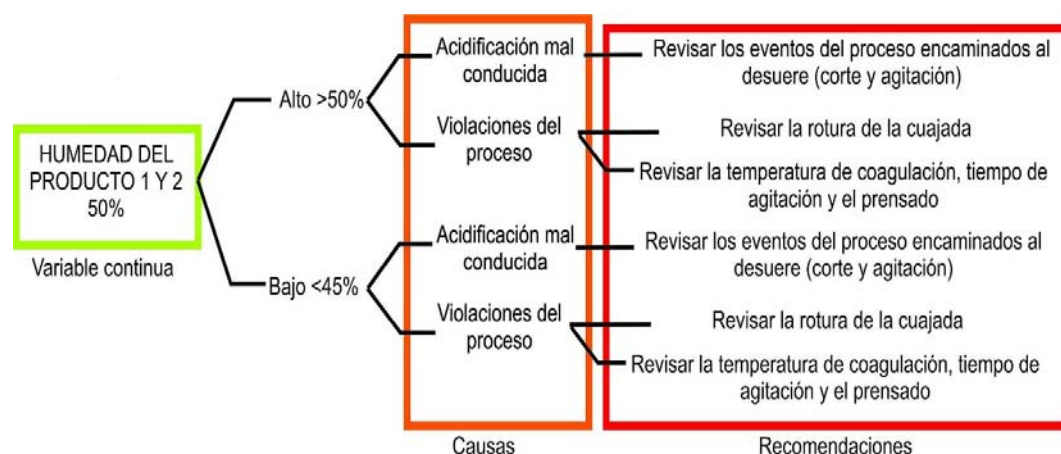 HUMEDAD DEL
PRODUCTO 1 Y 2
50%
Variable continua
Alto >50%
Bajo <45%
Acidificación mal
conducida
Violaciones del
proceso
Acidificación mal
conducida
Violaciones del
proceso
Causas
Revisar los eventos del proceso encaminados al
desuere (corte y agitación)
Revisar la rotura de la cuajada
Revisar la temperatura de coagulación, tiempo de
agitación y el prensado
Revisar los eventos del proceso encaminados al
desuere (corte y agitación)
Revisar la rotura de la cuajada
Revisar la temperatura de coagulación, tiempo de
agitación y el prensado
Recomendaciones